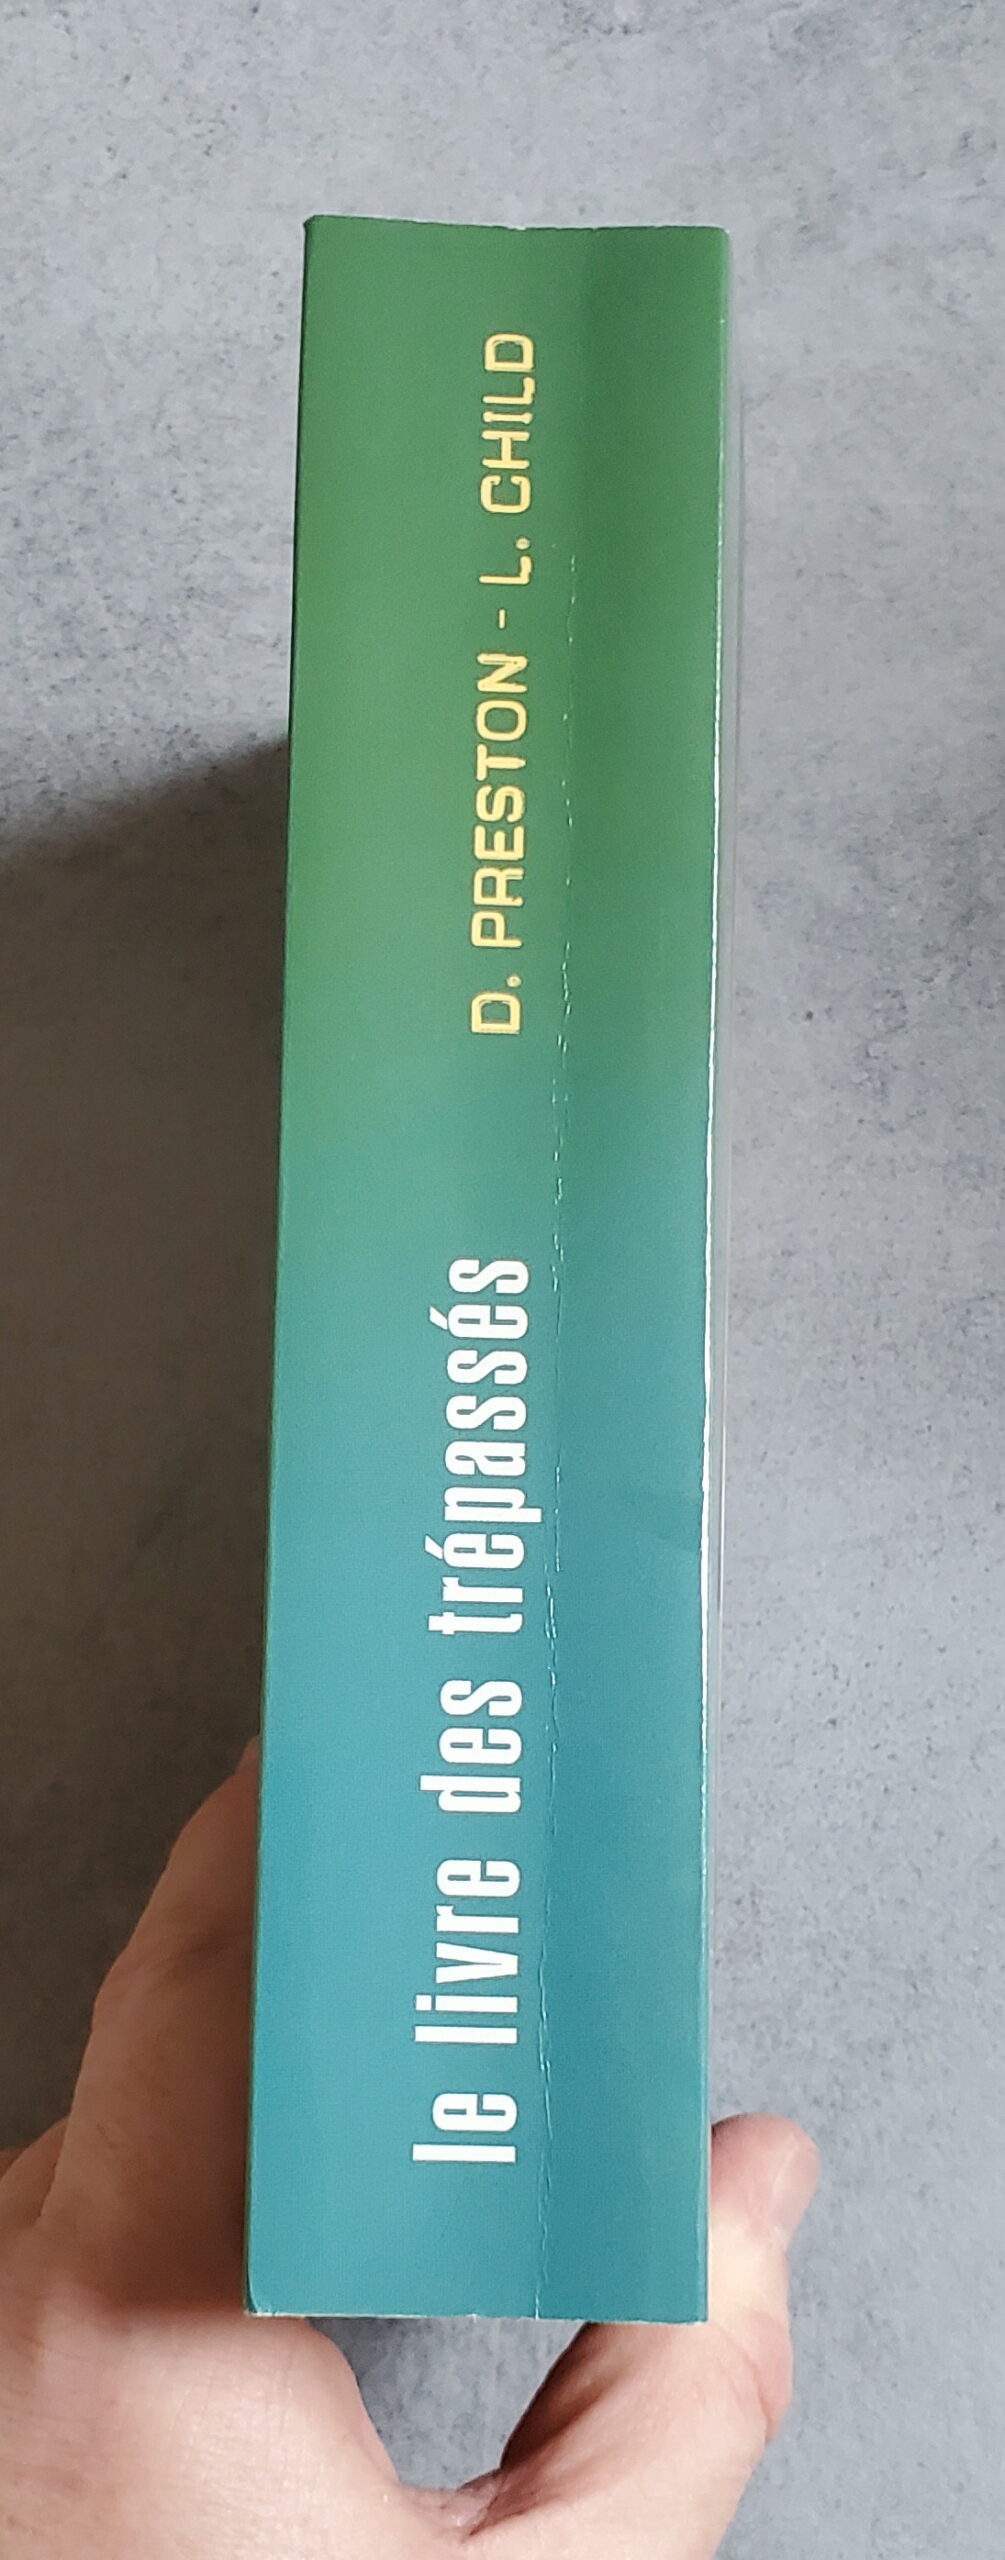 le livre des trépassés
D. PRESTON - L. CHILD